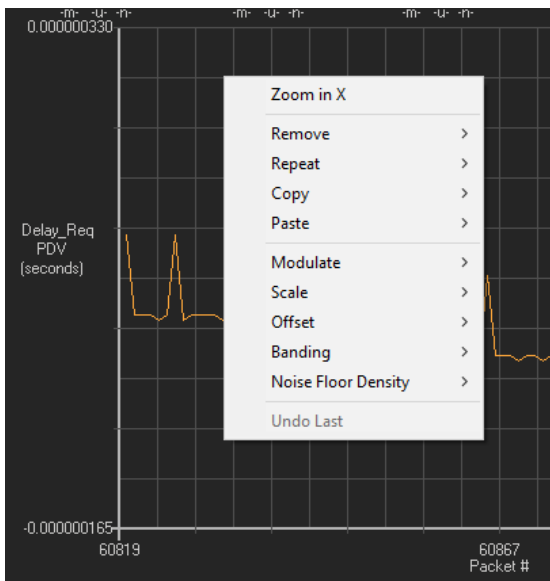 -m- -u- -n- -m- -u- -n- -m- -u- -n-
0.000000330
Zoom in X
Remove
Repeat
Copy
Paste
Delay_Req
PDV
(seconds)
Modulate
Scale
Offset
Banding
Noise Floor Density
Undo Last
-0.000000165
60819 60867
Packet #